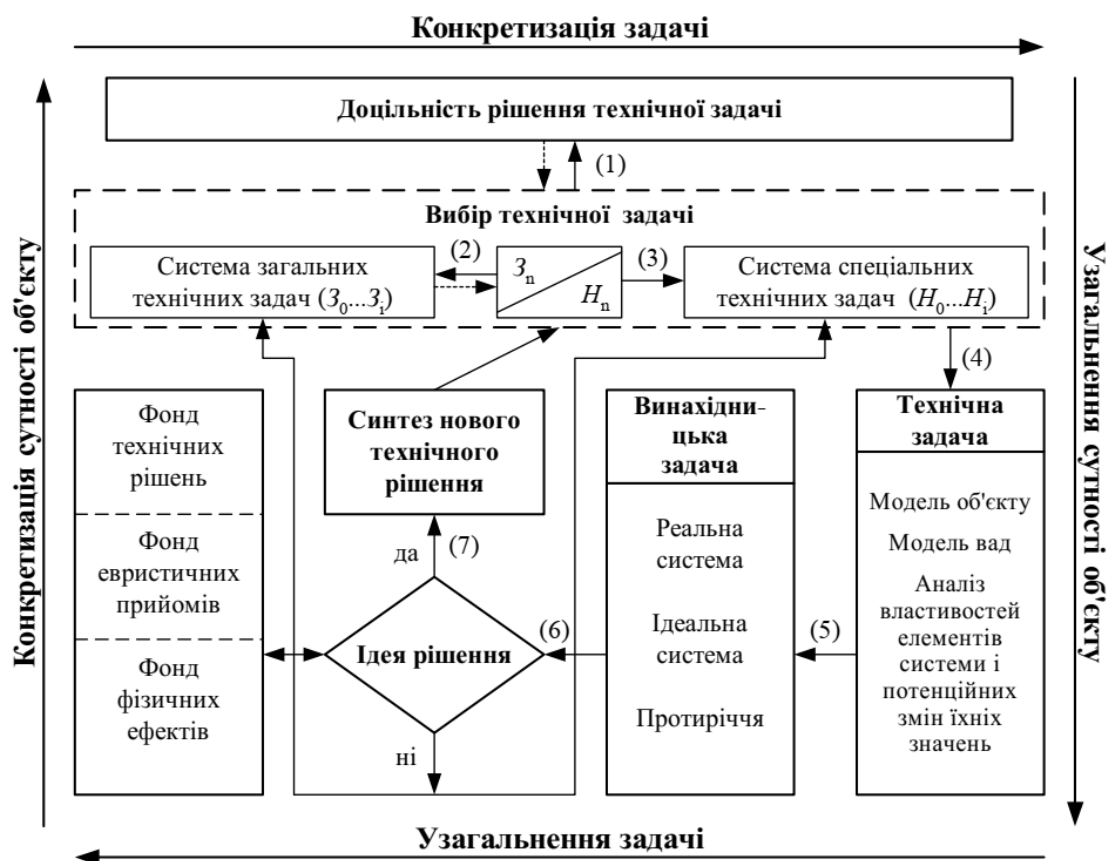 Конкретизація задачі
Доцільність рішення технічної задачі
(1)
Вибір технічної задачі
Система загальних
технічних задач (З0...Зі)
(2)
Зn
Нn
(3)
Система спеціальних
технічних задач (Н0...Ні)
(4)
Конкретизація сутності об'єкту
Узагальнення сутності об'єкту
Фонд
технічних
рішень
Фонд
евристичних
прийомів
Фонд
фізичних
ефектів
Синтез нового
технічного
рішення
да
(7)
Ідея рішення
ні
(6)
Винахідни-
цька
задача
Реальна
система
Ідеальна
система
Протиріччя
(5)
Технічна
задача
Модель об'єкту
Модель вад
Аналіз
властивостей
елементів
системи і
потенційних
змін їхніх
значень
Узагальнення задачі